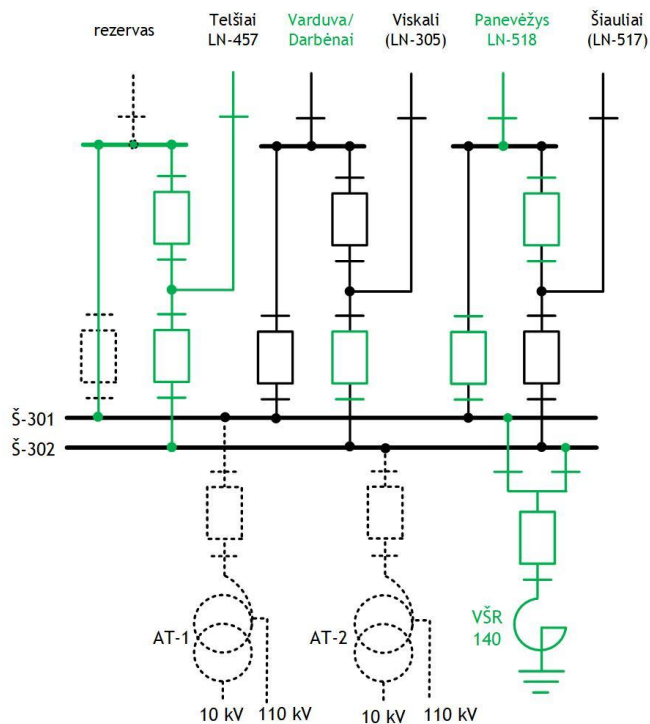 rezervas
Telšiai
LN-457
Varduva/
Darbėnai
Viskali
(LN-305)
Panevėžys
LN-518
Šiauliai
(LN-517)
Š-301
Š-302
AT-1
AT-2
VŠR
140
10 kV
110 kV
10 kV
110 kV